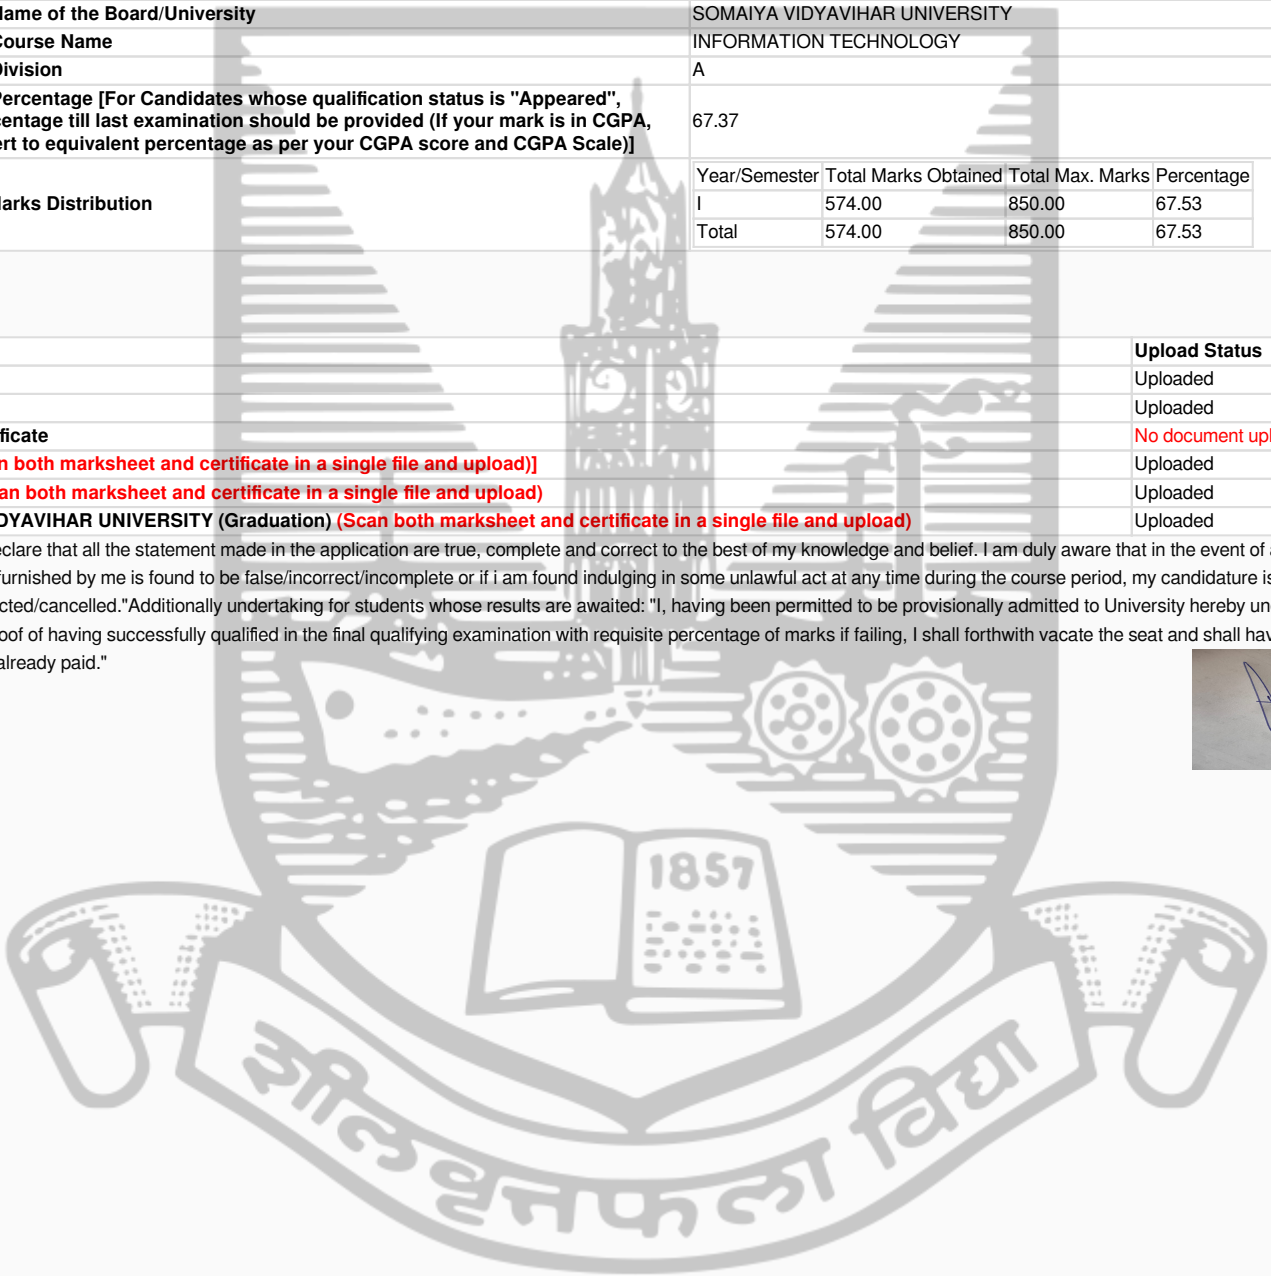 Name of the Board/University SOMAIYA VIDYAVIHAR UNIVERSITY
Course Name INFORMATION TECHNOLOGY
Division A
Percentage [For Candidates whose qualification status is "Appeared",
centage till last examination should be provided (If your mark is in CGPA,
ert to equivalent percentage as per your CGPA score and CGPA Scale)]
67.37
Marks Distribution
Year/Semester Total Marks Obtained Total Max. Marks Percentage
I 574.00 850.00 67.53
Total 574.00 850.00 67.53
Upload Status
Uploaded
Uploaded
ficate No document upl
n both marksheet and certificate in a single file and upload)] Uploaded
an both marksheet and certificate in a single file and upload) Uploaded
DYAVIHAR UNIVERSITY (Graduation) (Scan both marksheet and certificate in a single file and upload) Uploaded
eclare that all the statement made in the application are true, complete and correct to the best of my knowledge and belief. I am duly aware that in the event of
furnished by me is found to be false/incorrect/incomplete or if i am found indulging in some unlawful act at any time during the course period, my candidature is
cted/cancelled."Additionally undertaking for students whose results are awaited: "I, having been permitted to be provisionally admitted to University hereby un
oof of having successfully qualified in the final qualifying examination with requisite percentage of marks if failing, I shall forthwith vacate the seat and shall hav
already paid."
1857
शीलवृत्तफला विद्या